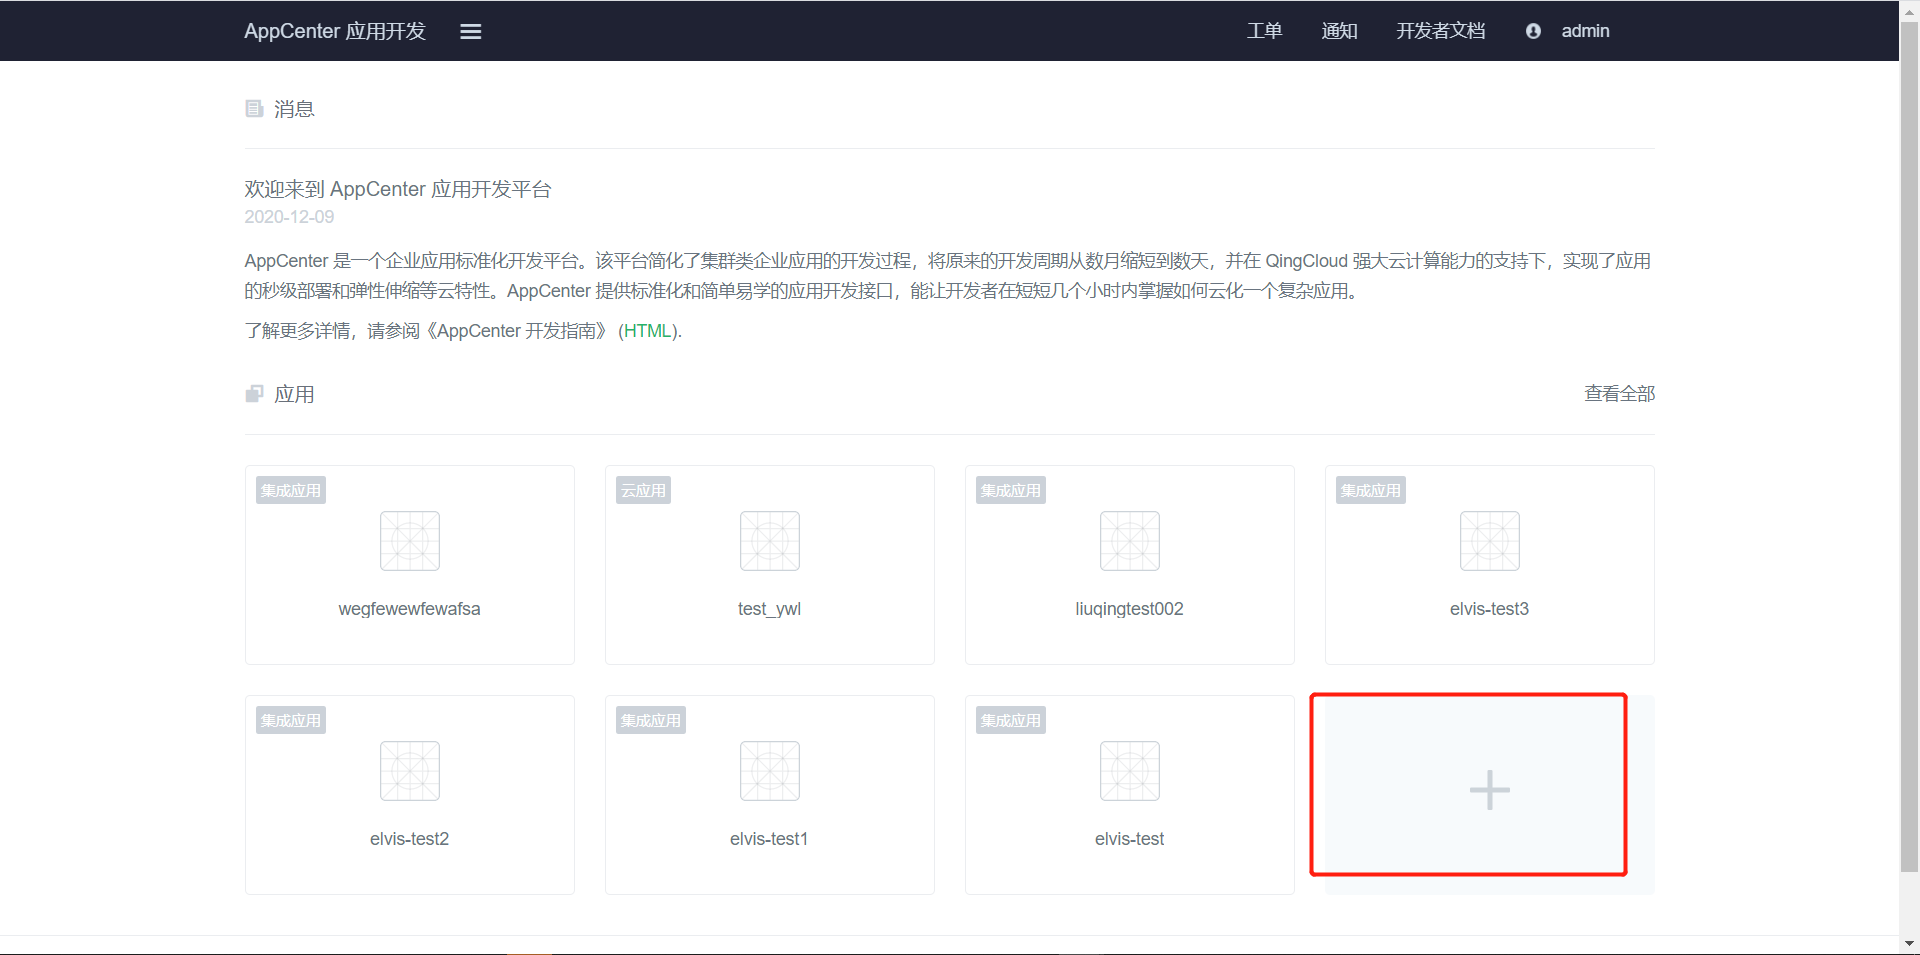 AppCenter 应用开发
工单 通知 开发者文档 admin
消息
欢迎来到 AppCenter 应用开发平台
2020-12-09
AppCenter 是一个企业应用标准化开发平台。该平台简化了集群类企业应用的开发过程，将原来的开发周期从数月缩短到数天，并在 QingCloud 强大云计算能力的支持下，实现了应用
的秒级部署和弹性伸缩等云特性。AppCenter 提供标准化和简单易学的应用开发接口，能让开发者在短短几个小时内掌握如何云化一个复杂应用。
了解更多详情，请参阅《AppCenter 开发指南》 (HTML).
应用 查看全部
集成应用 云应用 集成应用 集成应用
wegfewewfewafsa test_ywl liuqingtest002 elvis-test3
集成应用 集成应用 集成应用
elvis-test2 elvis-test1 elvis-test